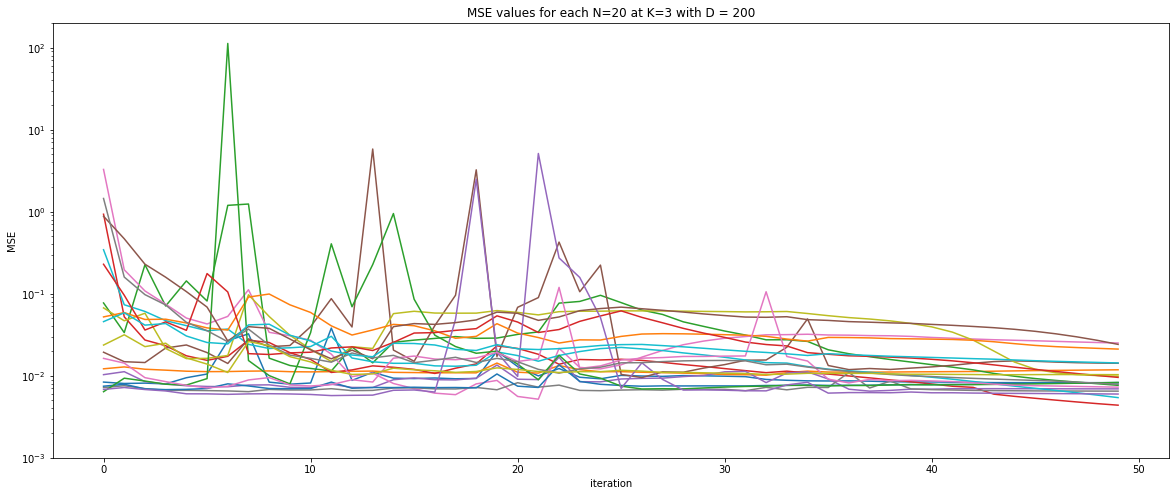 MSE values for each N=20 at K=3 with D = 200
MSE
10²
10¹
10⁰
10⁻¹
10⁻²
10⁻³
0 10 20 30 40 50
iteration